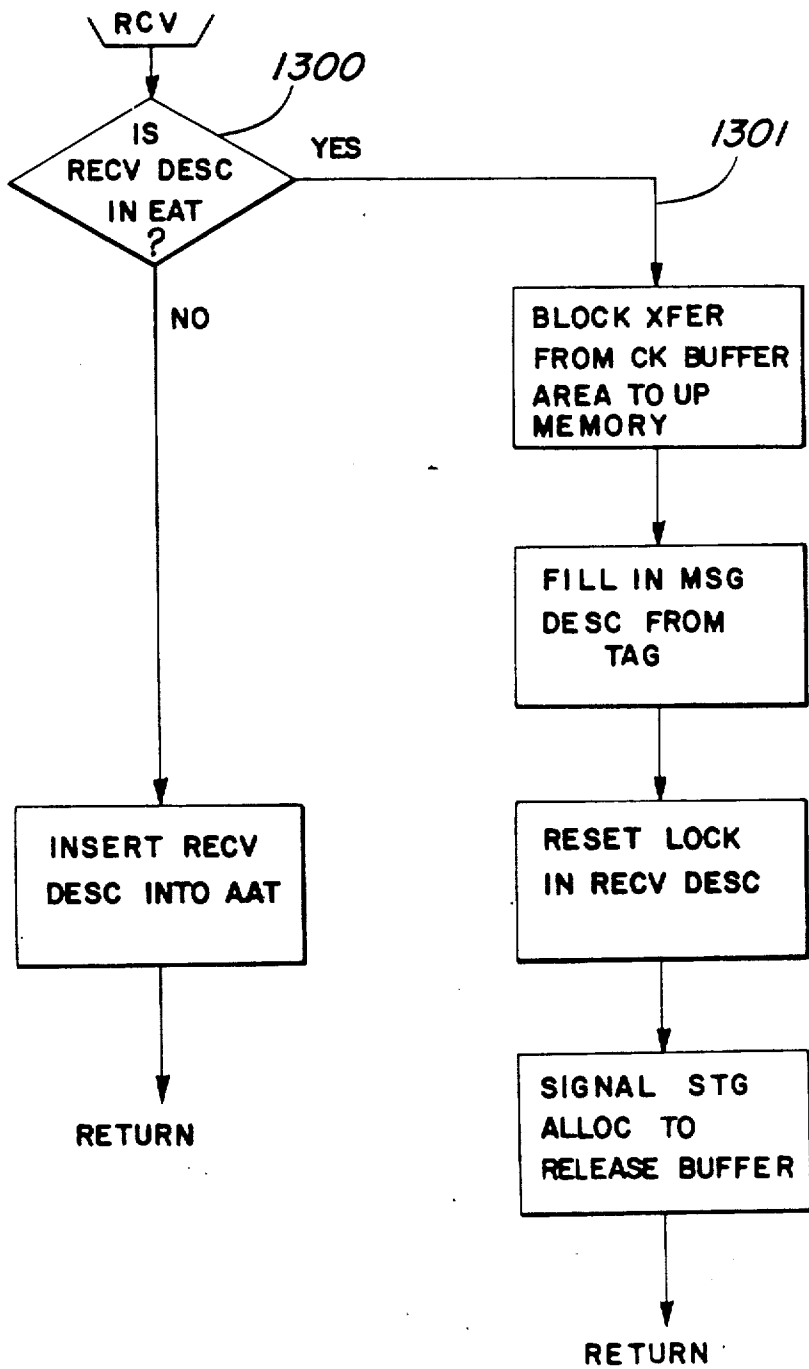 RCV
1300
IS
RECV DESC
IN EAT
?
YES
1301
NO
BLOCK XFER
FROM CK BUFFER
AREA TO UP
MEMORY
FILL IN MSG
DESC FROM
TAG
INSERT RECV
DESC INTO AAT
RESET LOCK
IN RECV DESC
RETURN
SIGNAL STG
ALLOC TO
RELEASE BUFFER
RETURN